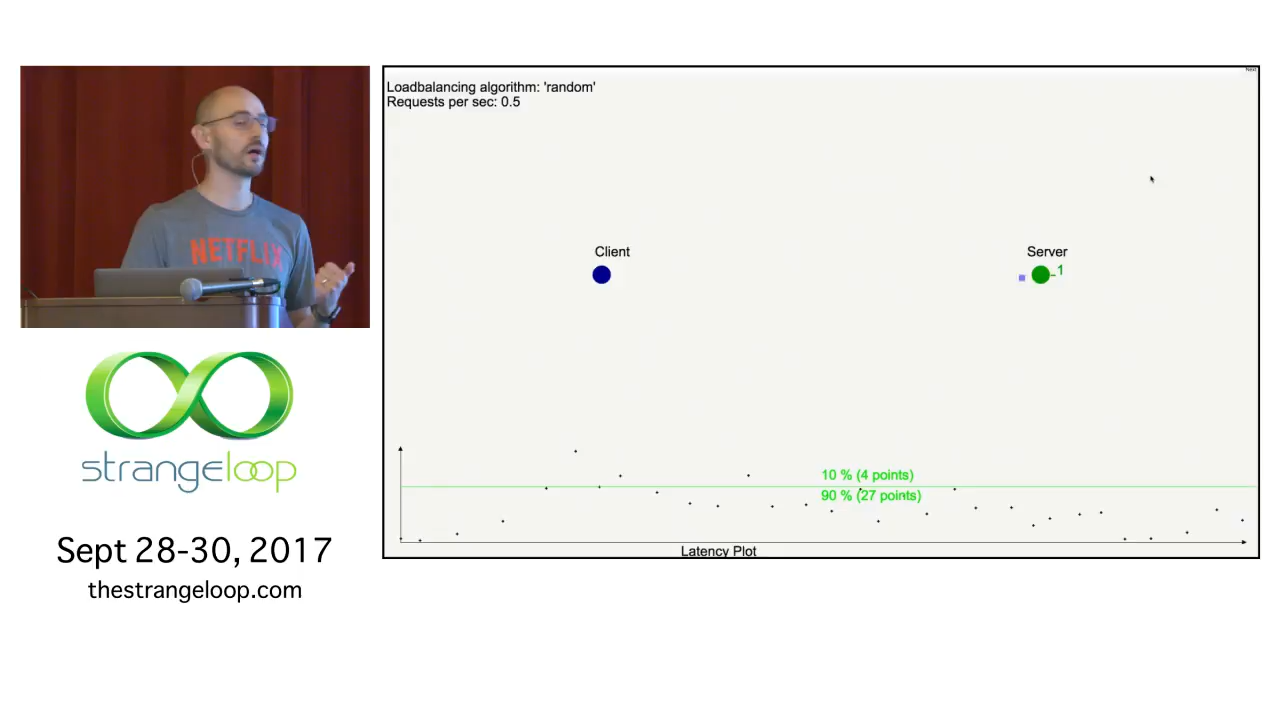 Next
Loadbalancing algorithm: 'random'
Requests per sec: 0.5
NETFLIX
Client
Server
1
10 % (4 points)
90 % (27 points)
Latency Plot
strangeloop
Sept 28-30, 2017
thestrangeloop.com